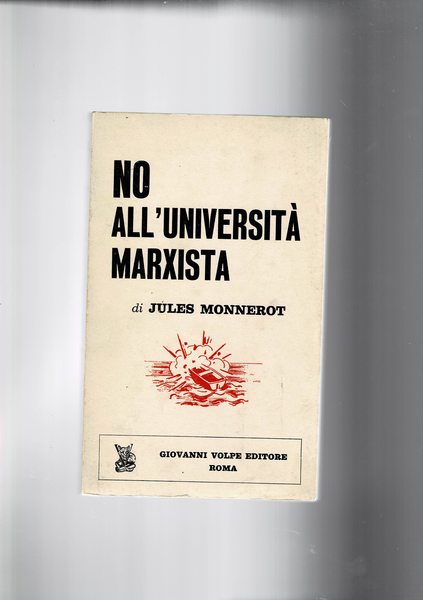 NO
ALL'UNIVERSITÀ
MARXISTA
di JULES MONNEROT
GIOVANNI VOLPE EDITORE
ROMA